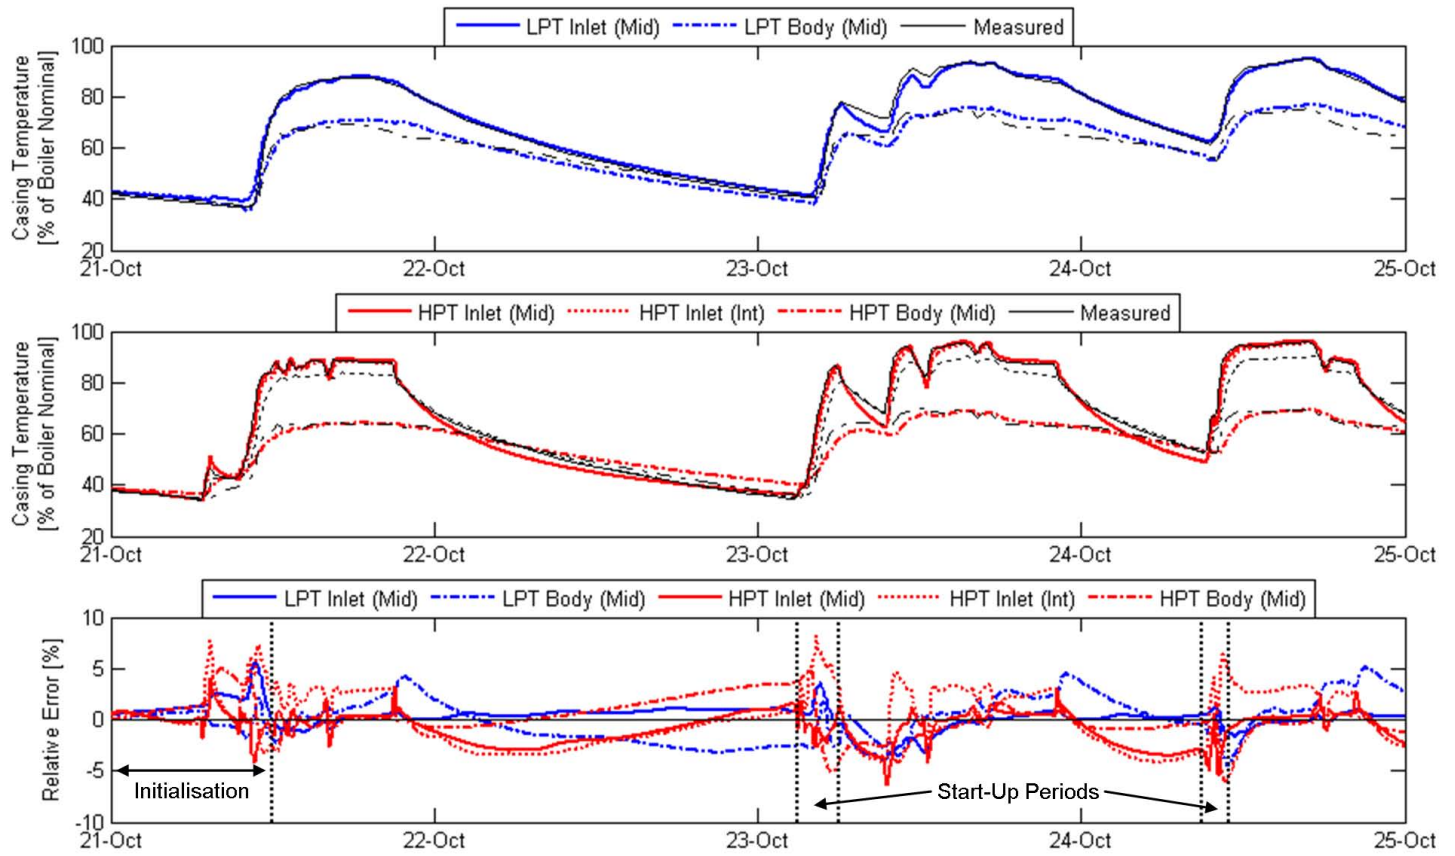 LPT Inlet (Mid) LPT Body (Mid) Measured
Casing Temperature
[% of Boiler Nominal]
100
80
60
40
20
21-Oct 22-Oct 23-Oct 24-Oct 25-Oct
HPT Inlet (Mid) HPT Inlet (Int) HPT Body (Mid) Measured
Casing Temperature
[% of Boiler Nominal]
100
80
60
40
20
21-Oct 22-Oct 23-Oct 24-Oct 25-Oct
LPT Inlet (Mid) LPT Body (Mid) HPT Inlet (Mid) HPT Inlet (Int) HPT Body (Mid)
Relative Error [%]
10
5
0
-5
-10
Initialisation
Start-Up Periods
21-Oct 22-Oct 23-Oct 24-Oct 25-Oct